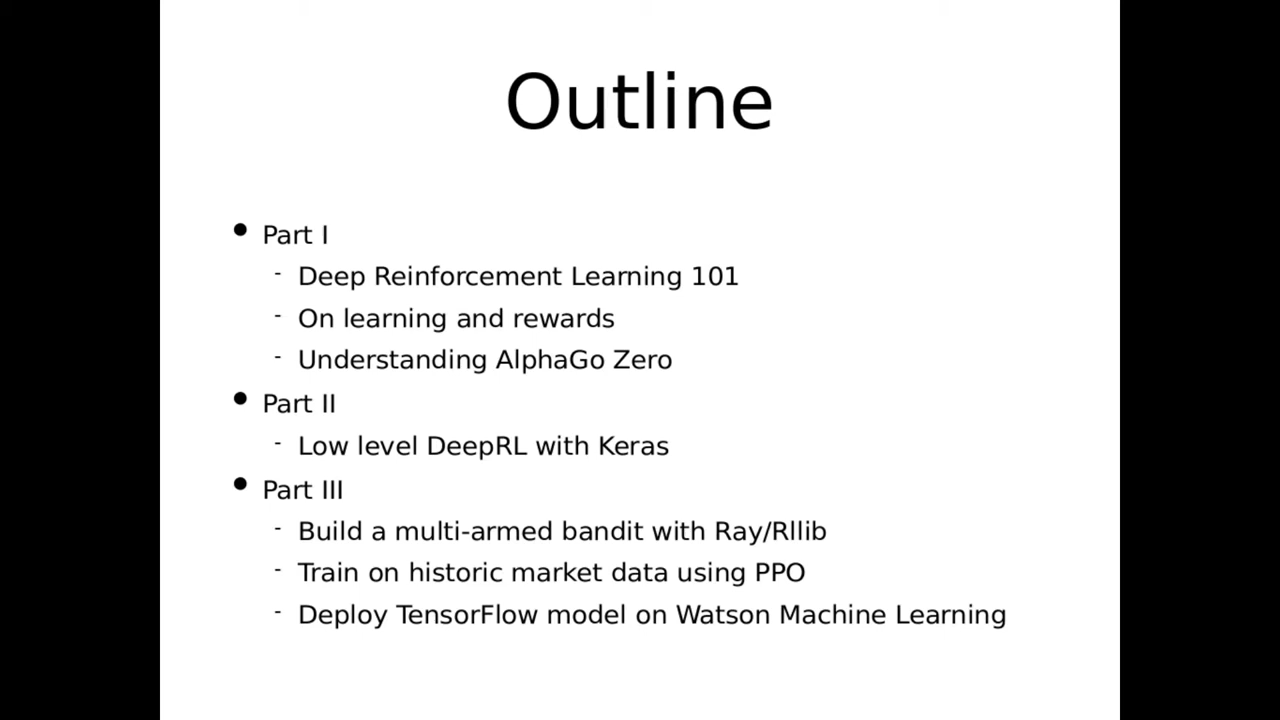 Outline
• Part I
- Deep Reinforcement Learning 101
- On learning and rewards
- Understanding AlphaGo Zero
• Part II
- Low level DeepRL with Keras
• Part III
- Build a multi-armed bandit with Ray/Rllib
- Train on historic market data using PPO
- Deploy TensorFlow model on Watson Machine Learning